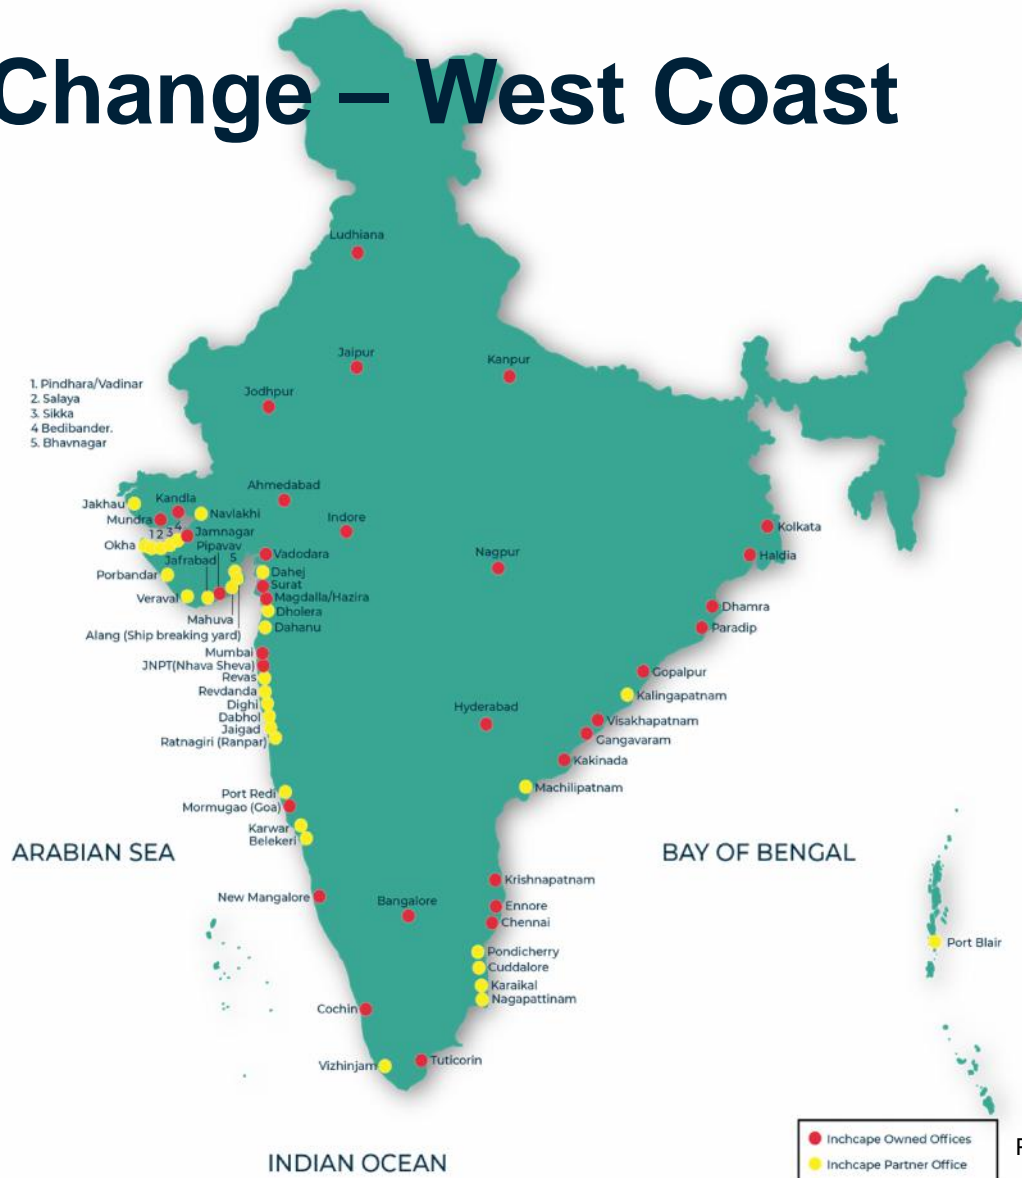 Change – West Coast
Ludhiana
Jaipur
Kanpur
Jodhpur
1. Pindhara/Vadinar
2. Salaya
3. Sikka
4 Bedibander.
5. Bhavnagar
Ahmedabad
Jakhau
Kandla
Navlakhi
Mundra
Indore
Kolkata
1 2 3 4
Jamnagar
Okha
Pipavav
Nagpur
Haldia
Jafrabad
5
Vadodara
Porbandar
Dahej
Surat
Veraval
Magdalla/Hazira
Dhamra
Dholera
Mahuva
Dahanu
Paradip
Alang (Ship breaking yard)
Mumbai
JNPT(Nhava Sheva)
Gopalpur
Revas
Revdanda
Kalingapatnam
Dighi
Hyderabad
Dabhol
Visakhapatnam
Jaigad
Ratnagiri (Ranpar)
Gangavaram
Kakinada
Port Redi
Machilipatnam
Mormugao (Goa)
Karwar
Belekeri
ARABIAN SEA
BAY OF BENGAL
Krishnapatnam
New Mangalore
Bangalore
Ennore
Chennai
Port Blair
Pondicherry
Cuddalore
Karaikal
Nagapattinam
Cochin
Vizhinjam
Tuticorin
INDIAN OCEAN
Inchcape Owned Offices
Inchcape Partner Office